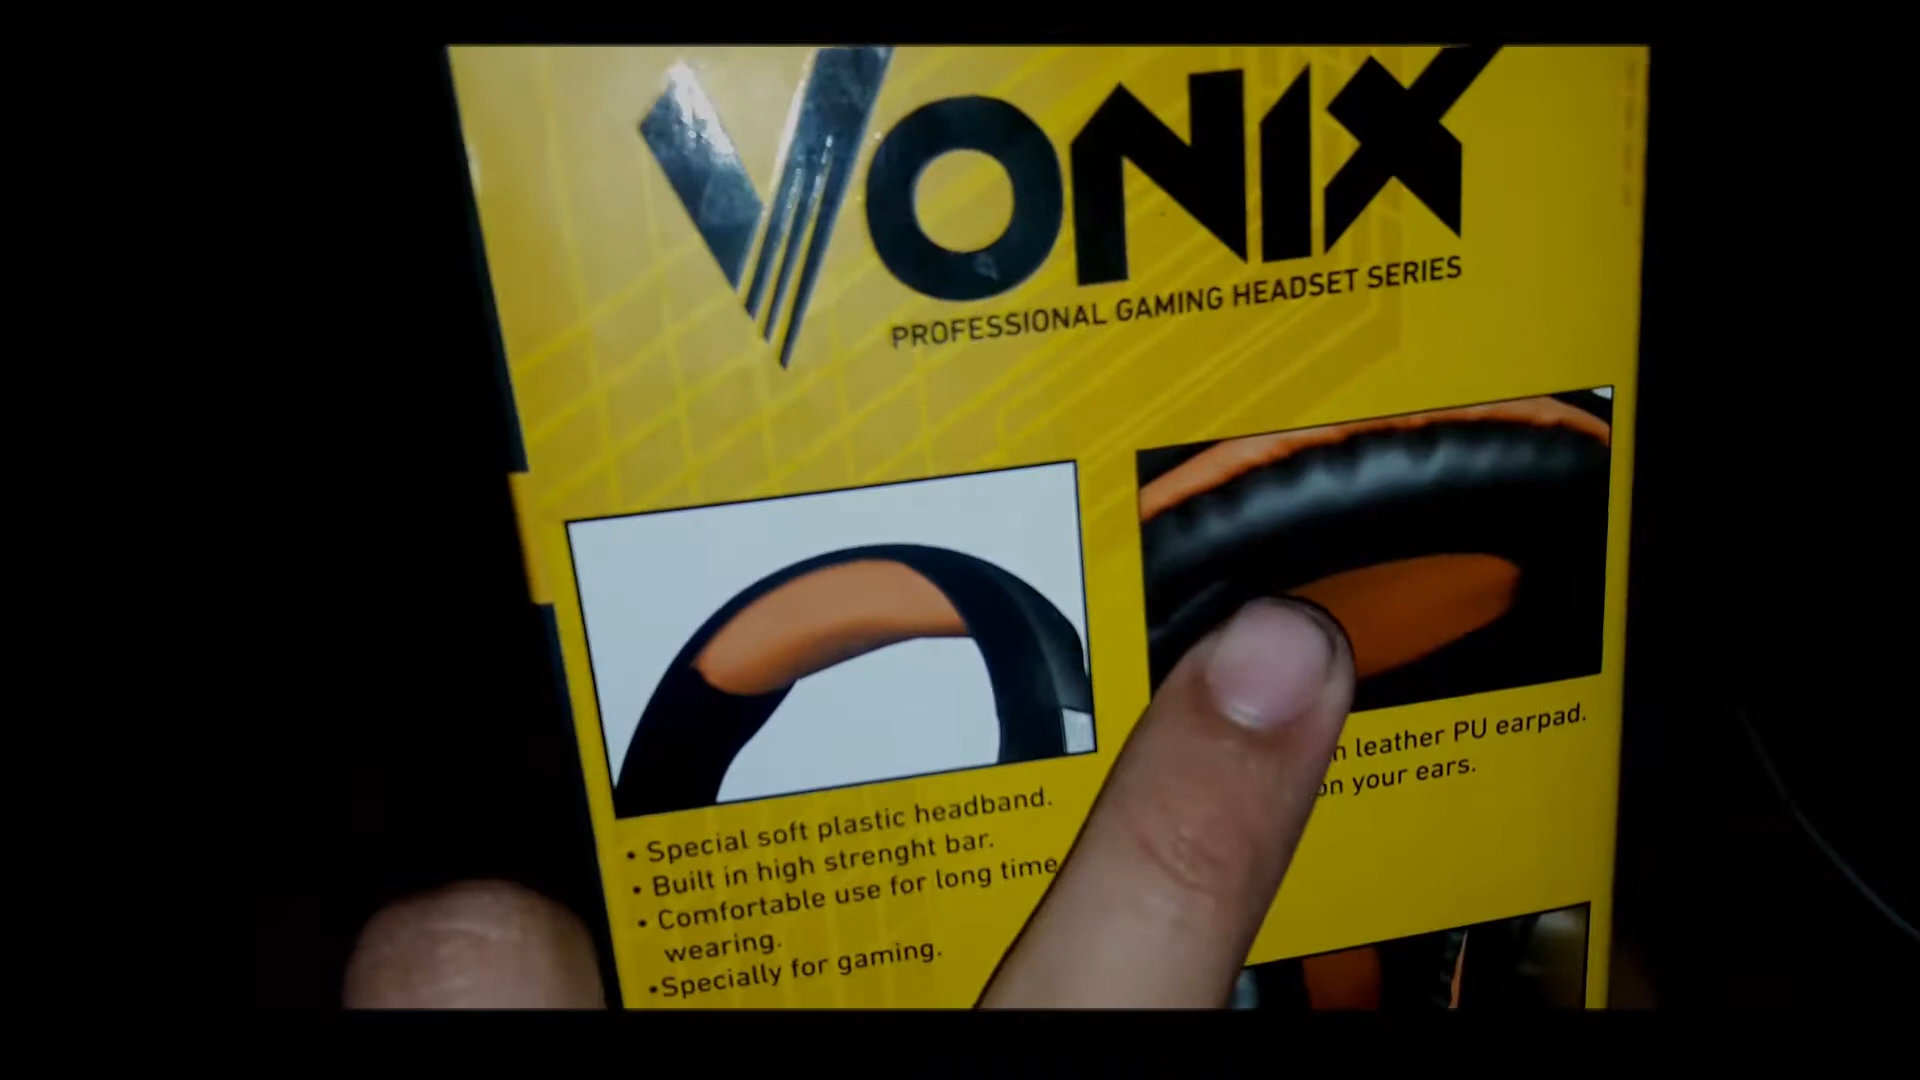 VONIX
PROFESSIONAL GAMING HEADSET SERIES
• Special soft plastic headband.
• Built in high strenght bar.
• Comfortable use for long time
wearing.
•Specially for gaming.
leather PU earpad.
on your ears.